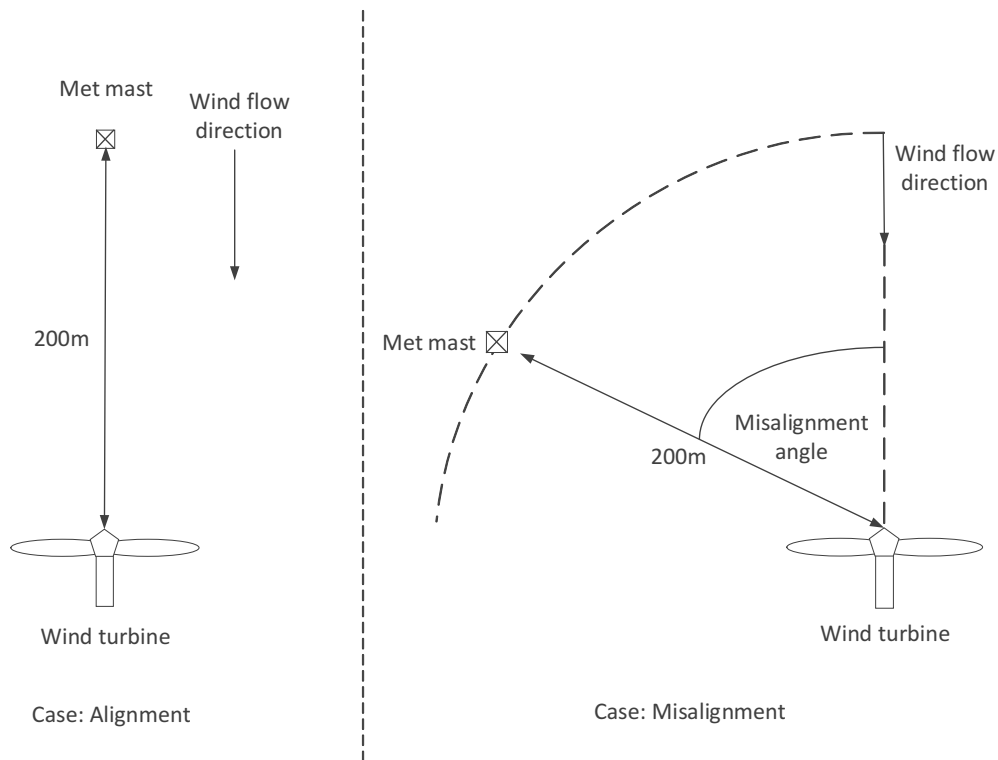 Met mast
Wind flow
direction
200m
Wind turbine
Case: Alignment
Wind flow
direction
Met mast
Misalignment
angle
200m
Wind turbine
Case: Misalignment